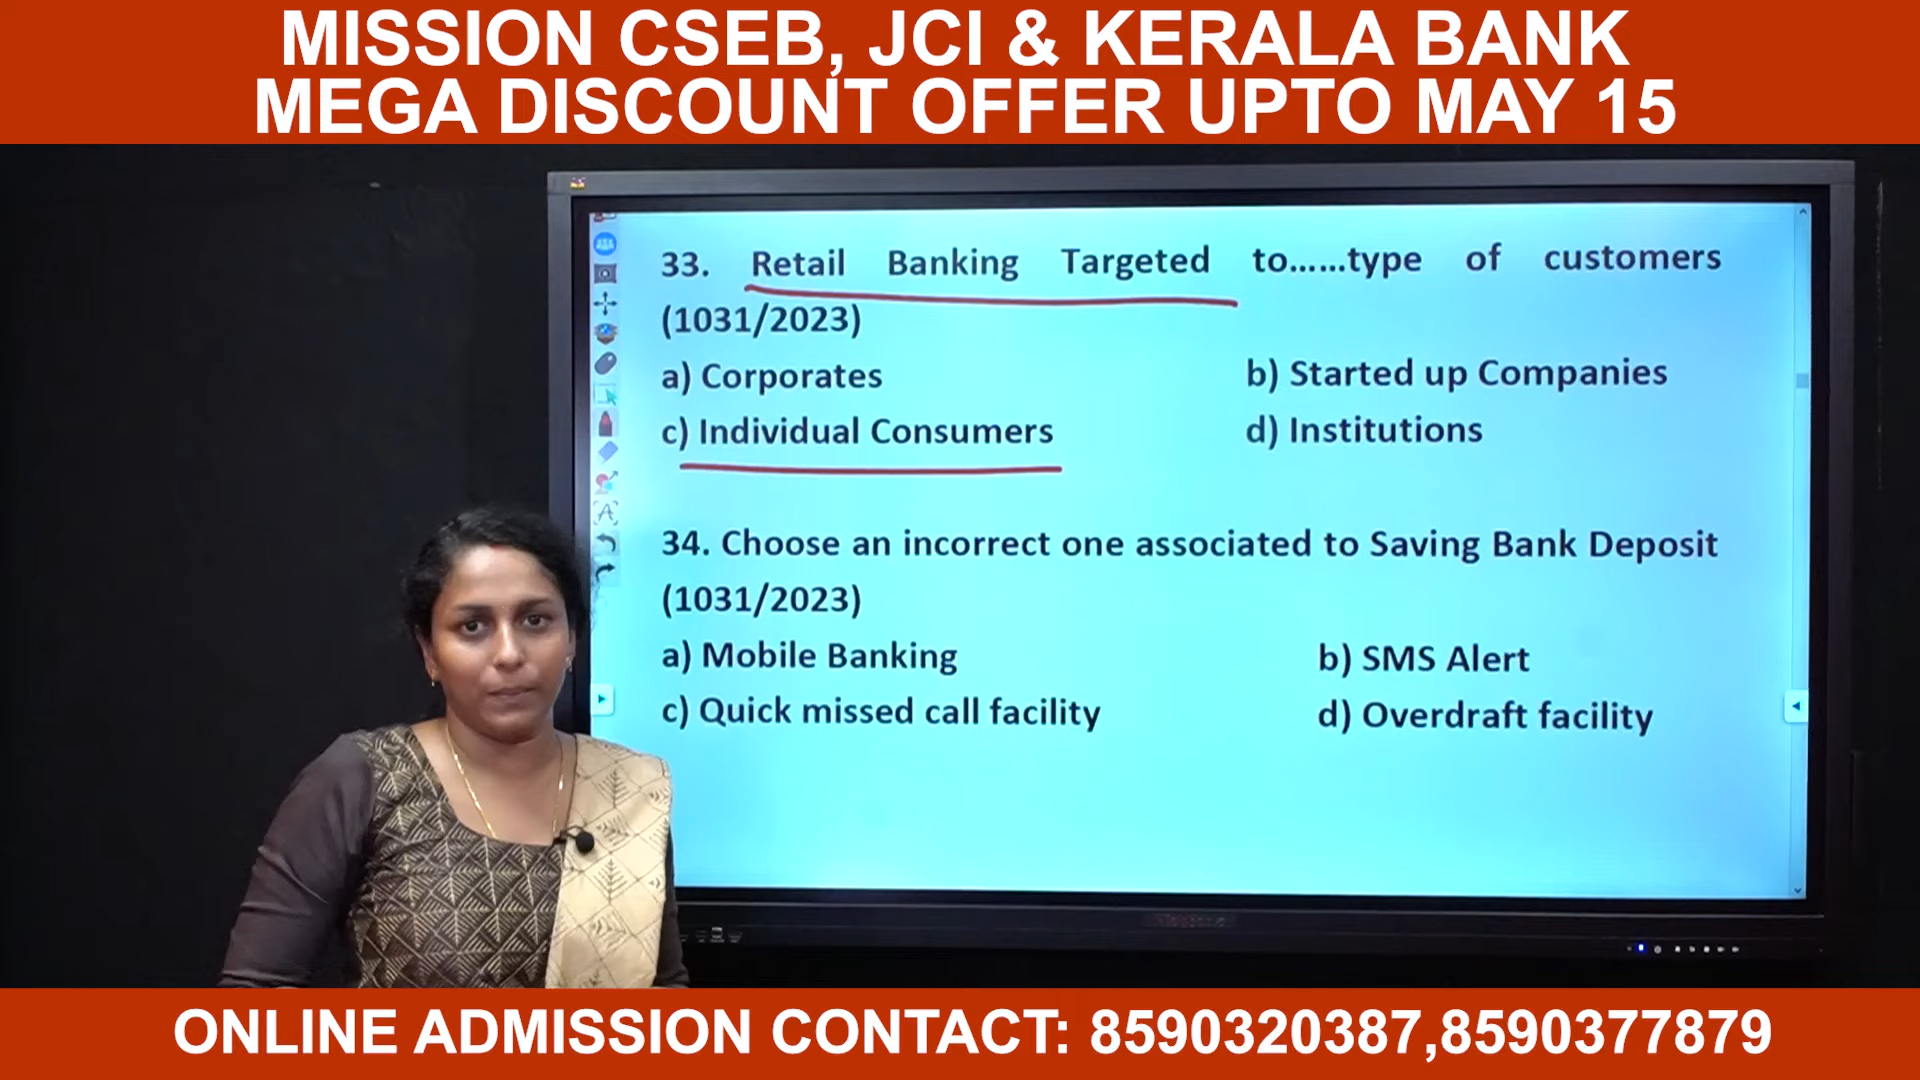 MISSION CSEB, JCI & KERALA BANK
MEGA DISCOUNT OFFER UPTO MAY 15
33. Retail Banking Targeted to......type of customers
(1031/2023)
a) Corporates b) Started up Companies
c) Individual Consumers d) Institutions
34. Choose an incorrect one associated to Saving Bank Deposit
(1031/2023)
a) Mobile Banking b) SMS Alert
c) Quick missed call facility d) Overdraft facility
ONLINE ADMISSION CONTACT: 8590320387,8590377879